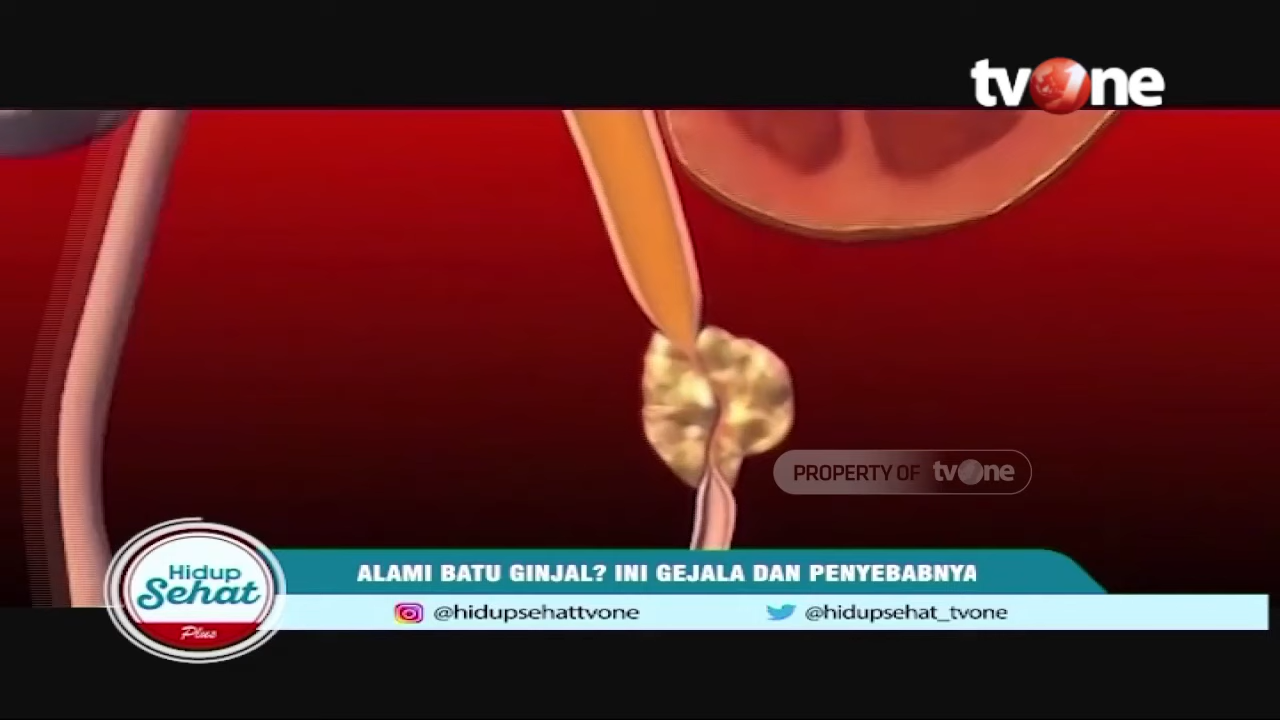 tvOne
PROPERTY OF tvOne
Hidup
Sehat
Plus
ALAMI BATU GINJAL? INI GEJALA DAN PENYEBABNYA
@hidupsehattvone
@hidupsehat_tvone